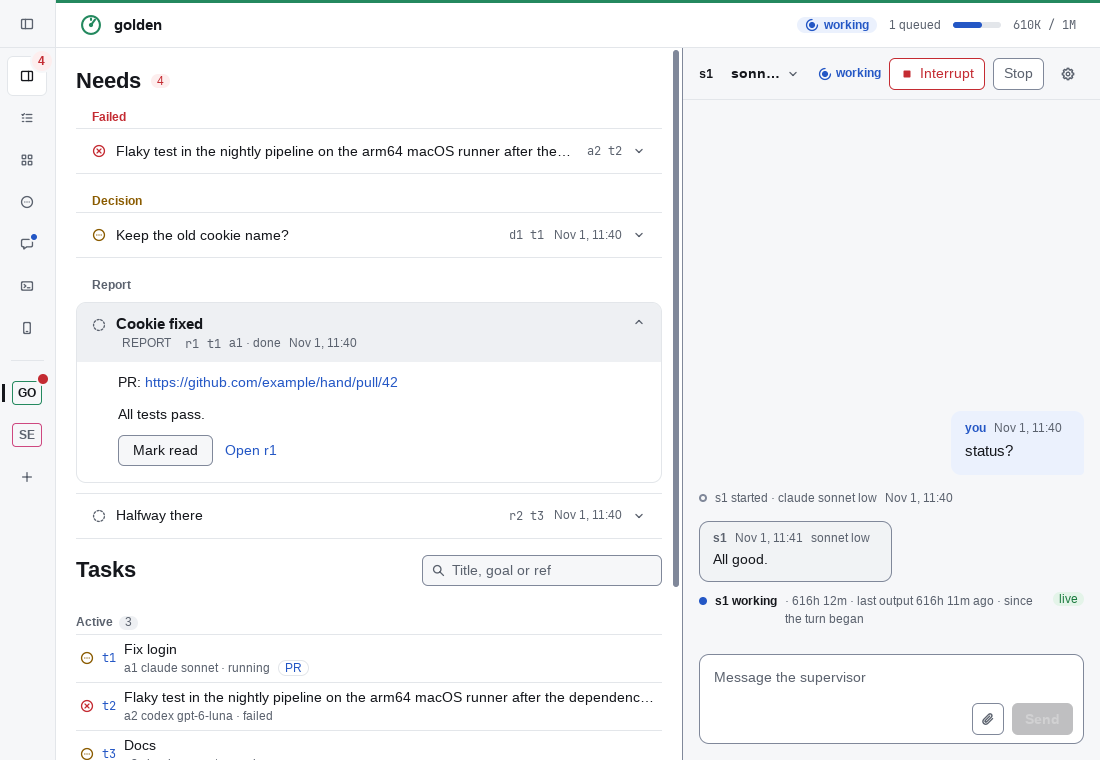 golden
working
1 queued
610K / 1M
4
Needs 4
Failed
Flaky test in the nightly pipeline on the arm64 macOS runner after the… a2 t2
Decision
Keep the old cookie name? d1 t1 Nov 1, 11:40
Report
Cookie fixed
REPORT r1 t1 a1 · done Nov 1, 11:40
PR: https://github.com/example/hand/pull/42
All tests pass.
Mark read Open r1
Halfway there r2 t3 Nov 1, 11:40
Tasks
Title, goal or ref
Active 3
t1 Fix login
a1 claude sonnet · running PR
t2 Flaky test in the nightly pipeline on the arm64 macOS runner after the dependenc…
a2 codex gpt-6-luna · failed
t3 Docs
GO
SE
s1 sonn… working Interrupt Stop
you Nov 1, 11:40
status?
s1 started · claude sonnet low Nov 1, 11:40
s1 Nov 1, 11:41 sonnet low
All good.
s1 working · 616h 12m · last output 616h 11m ago · since
the turn began
live
Message the supervisor
Send